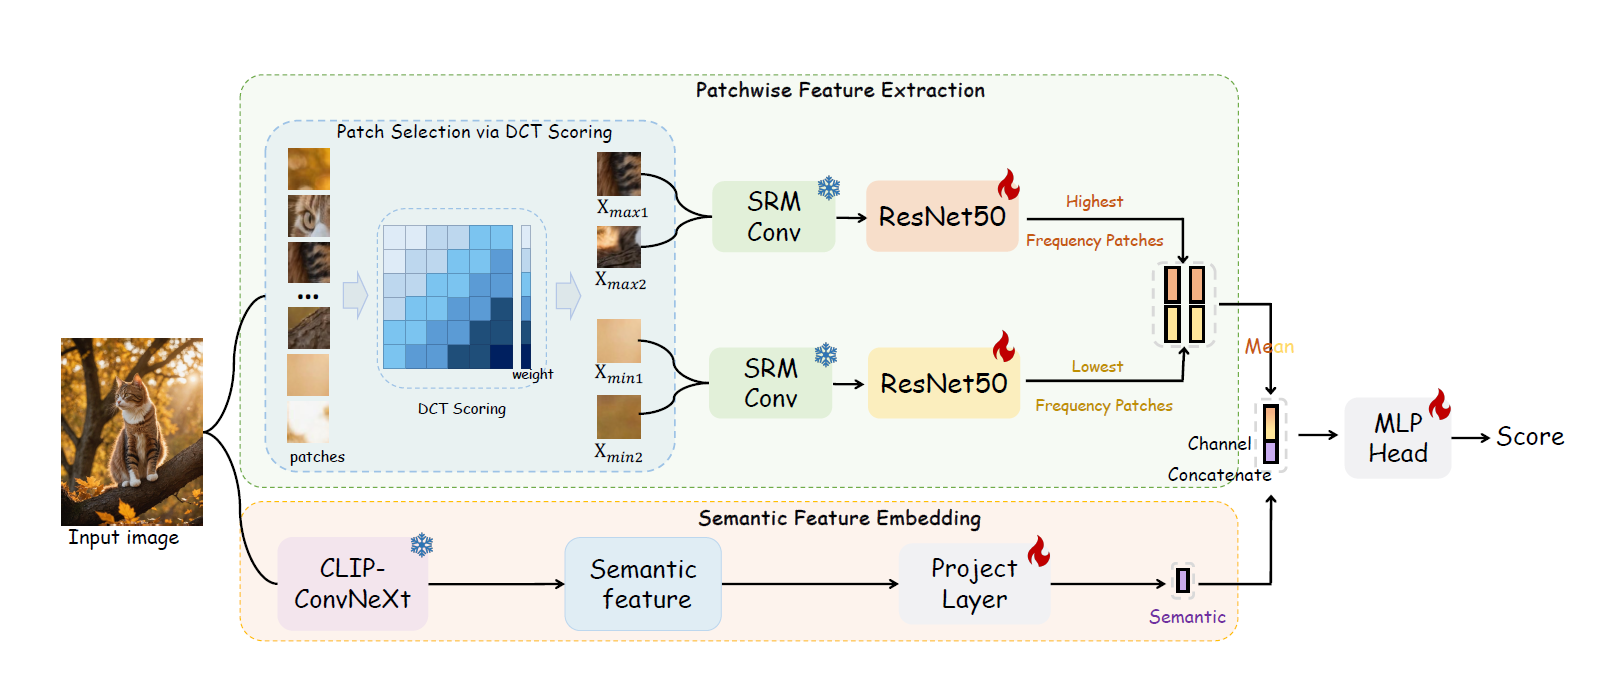 Patchwise Feature Extraction
Patch Selection via DCT Scoring
...
patches
weight
DCT Scoring
Xmax1
Xmax2
Xmin1
Xmin2
SRM
Conv
ResNet50
Highest
Frequency Patches
SRM
Conv
ResNet50
Lowest
Frequency Patches
Mean
Channel
Concatenate
MLP
Head
Score
Input image
Semantic Feature Embedding
CLIP-
ConvNeXt
Semantic
feature
Project
Layer
Semantic